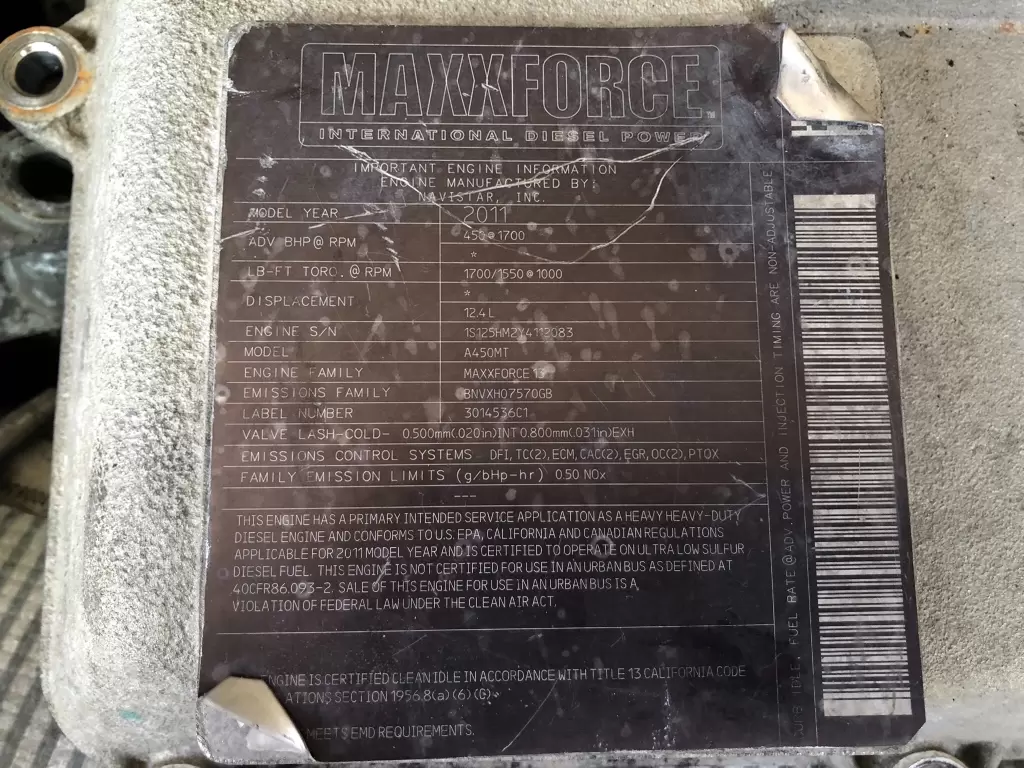 MAXXFORCE™
INTERNATIONAL DIESEL POWER
IMPORTANT ENGINE INFORMATION
ENGINE MANUFACTURED BY:
NAVISTAR, INC.
MODEL YEAR 2011
ADV BHP@ RPM 450@1700
*
LB-FT TORQ.@ RPM 1700/1550@1000
*
DISPLACEMENT
12.4L
ENGINE S/N 1S125HM2Y4112083
MODEL A450MT
ENGINE FAMILY MAXXFORCE 13
EMISSIONS FAMILY BNVXH07570GB
LABEL NUMBER 3014536C1
VALVE LASH-COLD- 0.500mm(.020in)INT 0.800mm(.031in)EXH
EMISSIONS CONTROL SYSTEMS DFI, TC(2), ECM, CAC(2), EGR, OC(2), PTOX
FAMILY EMISSION LIMITS (g/bHp-hr) 0.50 NOx
---
THIS ENGINE HAS A PRIMARY INTENDED SERVICE APPLICATION AS A HEAVY HEAVY-DUTY
DIESEL ENGINE AND CONFORMS TO U.S. EPA, CALIFORNIA AND CANADIAN REGULATIONS
APPLICABLE FOR 2011 MODEL YEAR AND IS CERTIFIED TO OPERATE ON ULTRA LOW SULFUR
DIESEL FUEL. THIS ENGINE IS NOT CERTIFIED FOR USE IN AN URBAN BUS AS DEFINED AT
40CFR86.093-2. SALE OF THIS ENGINE FOR USE IN AN URBAN BUS IS A
VIOLATION OF FEDERAL LAW UNDER THE CLEAN AIR ACT.
ENGINE IS CERTIFIED CLEAN IDLE IN ACCORDANCE WITH TITLE 13 CALIFORNIA CODE
ATIONS SECTION 1956.8(a)(6)(G)
MEETS EMD REQUIREMENTS.
IDLE, FUEL RATE @ ADV. POWER AND INJECTION TIMING ARE NON-ADJUSTABLE